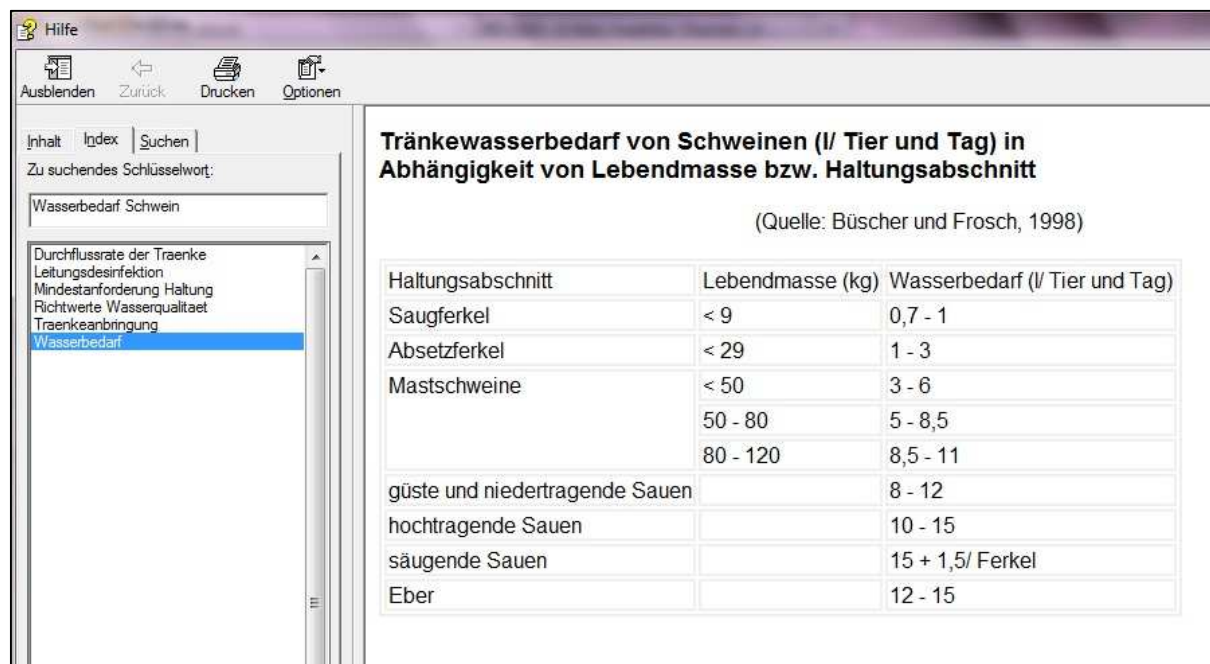 Hilfe
Ausblenden Zurück Drucken Optionen
Inhalt Index Suchen
Zu suchendes Schlüsselwort:
Wasserbedarf Schwein
Durchflussrate der Traenke
Leitungsdesinfektion
Mindestanforderung Haltung
Richtwerte Wasserqualitaet
Traenkeanbringung
Wasserbedarf
Tränkewasserbedarf von Schweinen (l/ Tier und Tag) in
Abhängigkeit von Lebendmasse bzw. Haltungsabschnitt
(Quelle: Büscher und Frosch, 1998)
Haltungsabschnitt Lebendmasse (kg) Wasserbedarf (l/ Tier und Tag)
Saugferkel < 9 0,7 - 1
Absetzferkel < 29 1 - 3
Mastschweine < 50 3 - 6
50 - 80 5 - 8,5
80 - 120 8,5 - 11
güste und niedertragende Sauen 8 - 12
hochtragende Sauen 10 - 15
säugende Sauen 15 + 1,5/ Ferkel
Eber 12 - 15